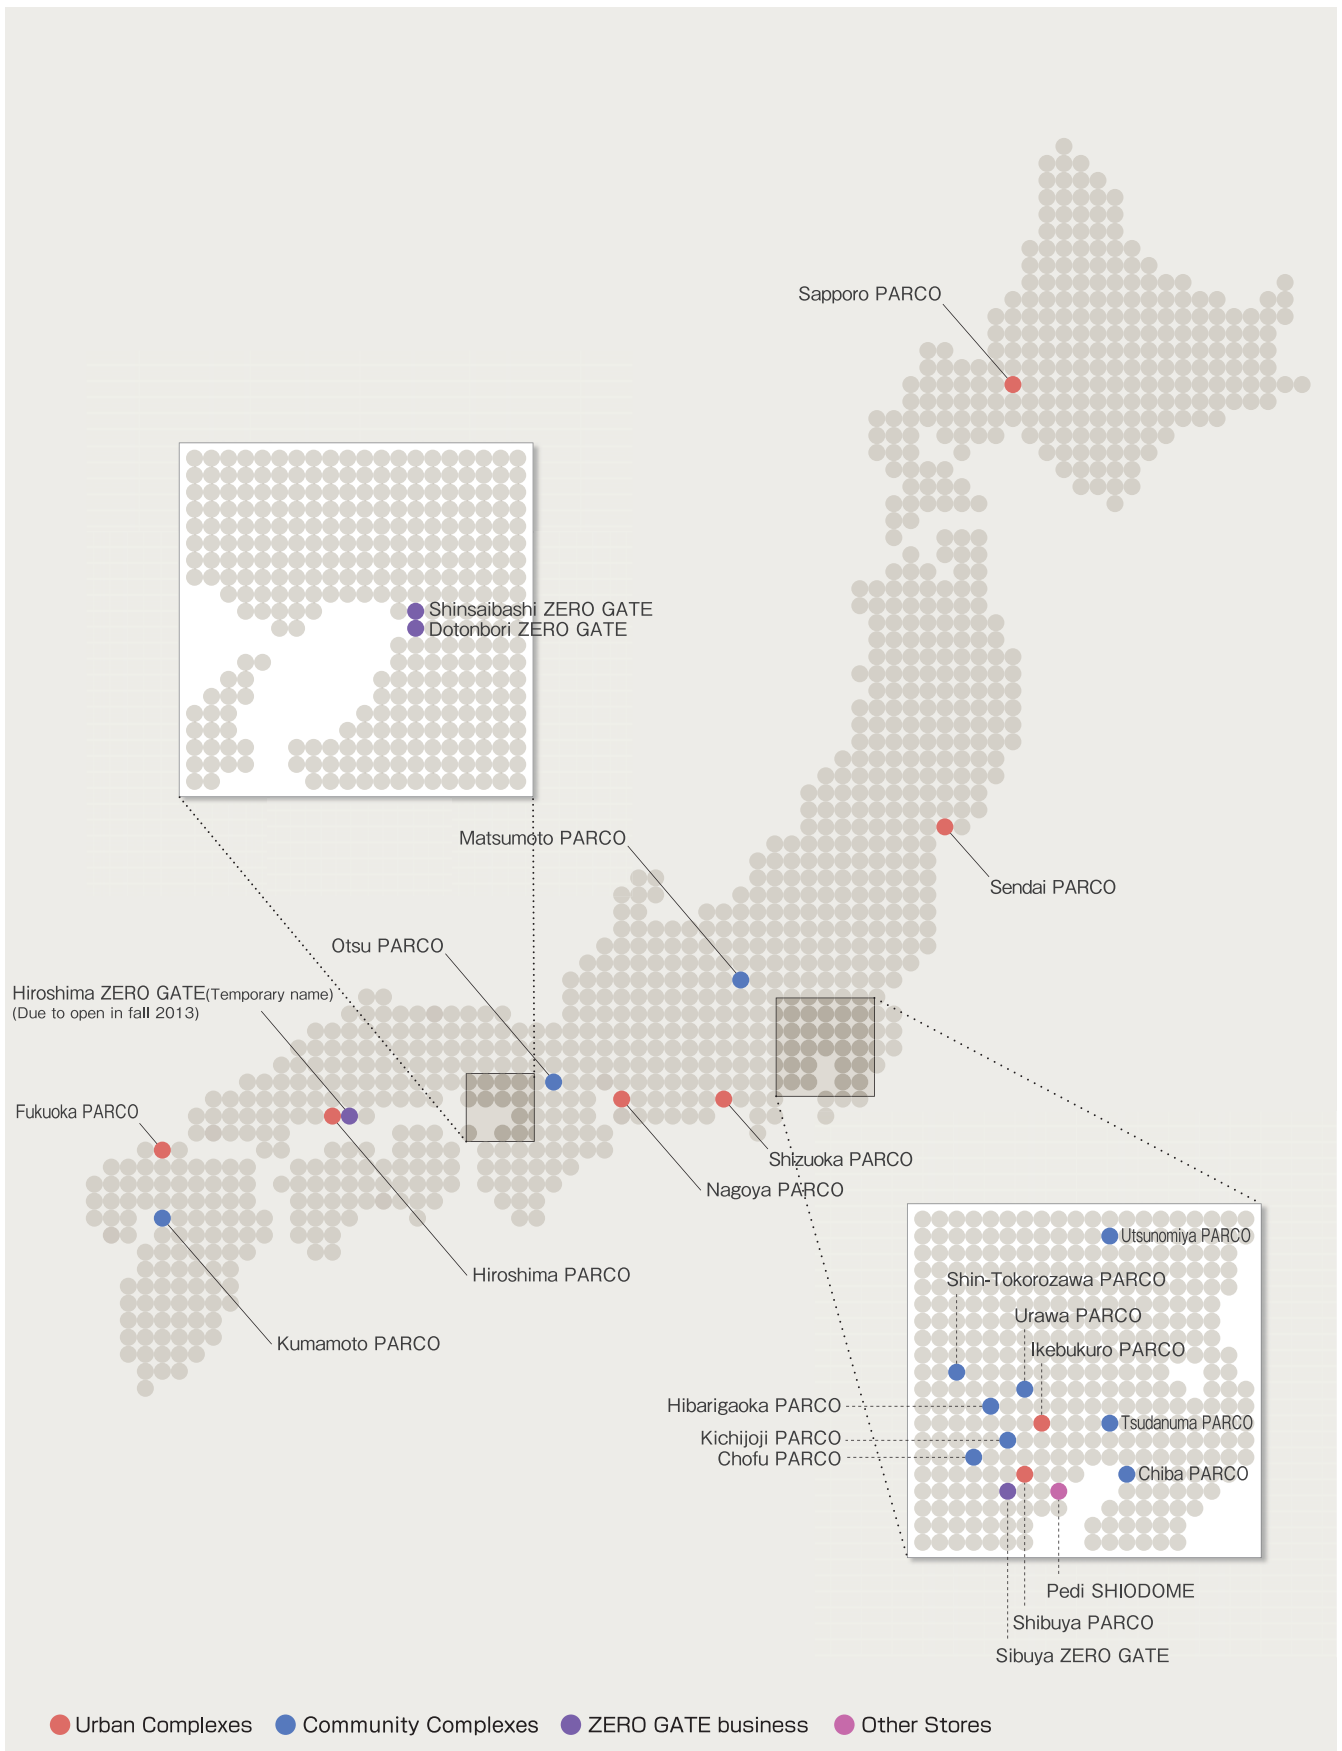 Sapporo PARCO
Shinsaibashi ZERO GATE
Dotonbori ZERO GATE
Matsumoto PARCO
Sendai PARCO
Otsu PARCO
Hiroshima ZERO GATE(Temporary name)
(Due to open in fall 2013)
Fukuoka PARCO
Shizuoka PARCO
Nagoya PARCO
Hiroshima PARCO
Kumamoto PARCO
Utsunomiya PARCO
Shin-Tokorozawa PARCO
Urawa PARCO
Ikebukuro PARCO
Hibarigaoka PARCO
Tsudanuma PARCO
Kichijoji PARCO
Chofu PARCO
Chiba PARCO
Pedi SHIODOME
Shibuya PARCO
Sibuya ZERO GATE
Urban Complexes Community Complexes ZERO GATE business Other Stores